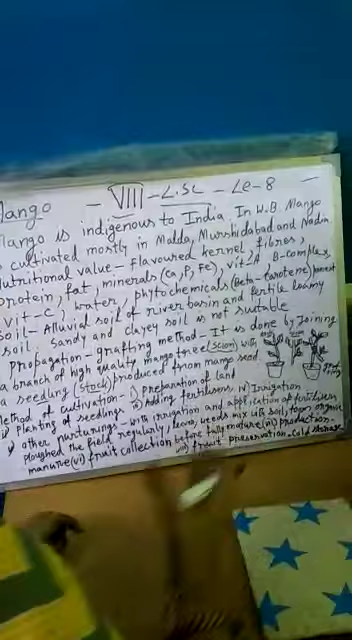 VIII - L.SC - Le-8
Mango
Mango is indigenous to India. In W.B. Mango
cultivated mostly in Malda, Murshidabad and Nadia
Nutritional value - flavoured kernel, fibres,
protein, fat, minerals (Ca, P, Fe), vit-A B-complex,
vit-C, water, phytochemicals (Beta-carotene) present
Soil - Alluvial soil of river basin and fertile loamy
soil. Sandy and clayey soil is not suitable
Propagation - grafting method - It is done by joining
a branch of high quality mango tree (scion) with
a seedling (stock) produced from mango seed
Method of cultivation - i) preparation of land
ii) Planting of seedlings iii) Adding fertilisers, iv) Irrigation
v) other nurturings - with irrigation and application of fertilisers
ploughed the field regularly, leaves, weeds mix with soil, organic
manure (vi) fruit collection before fully mature (vii) production
fruit preservation - Cold storage